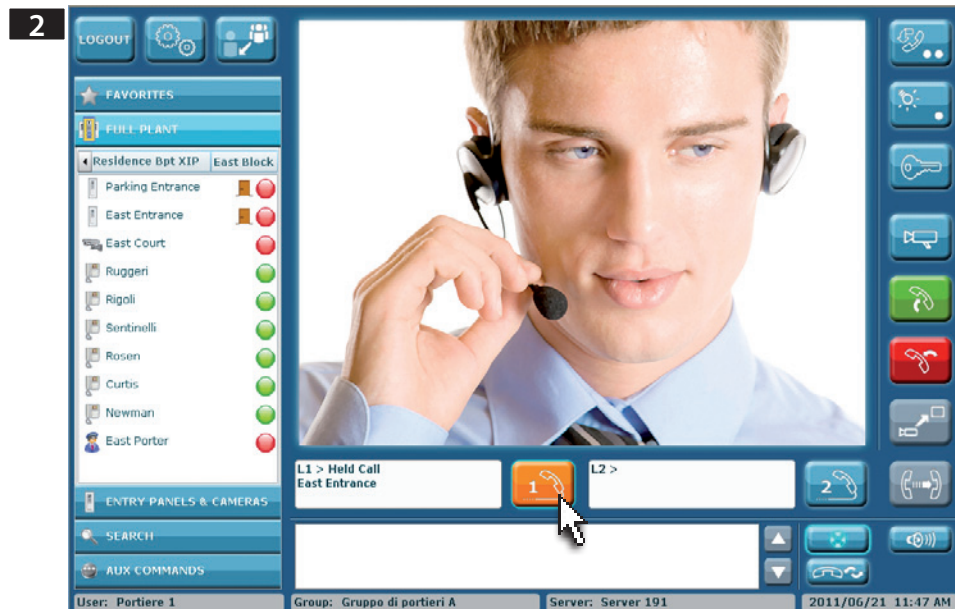 2
LOGOUT
FAVORITES
FULL PLANT
Residence Bpt XIP East Block
Parking Entrance
East Entrance
East Court
Ruggeri
Rigoli
Sentinelli
Rosen
Curtis
Newman
East Porter
ENTRY PANELS & CAMERAS
SEARCH
AUX COMMANDS
L1 > Held Call
East Entrance
1
L2 >
2
User: Portiere 1
Group: Gruppo di portieri A
Server: Server 191
2011/06/21 11:47 AM